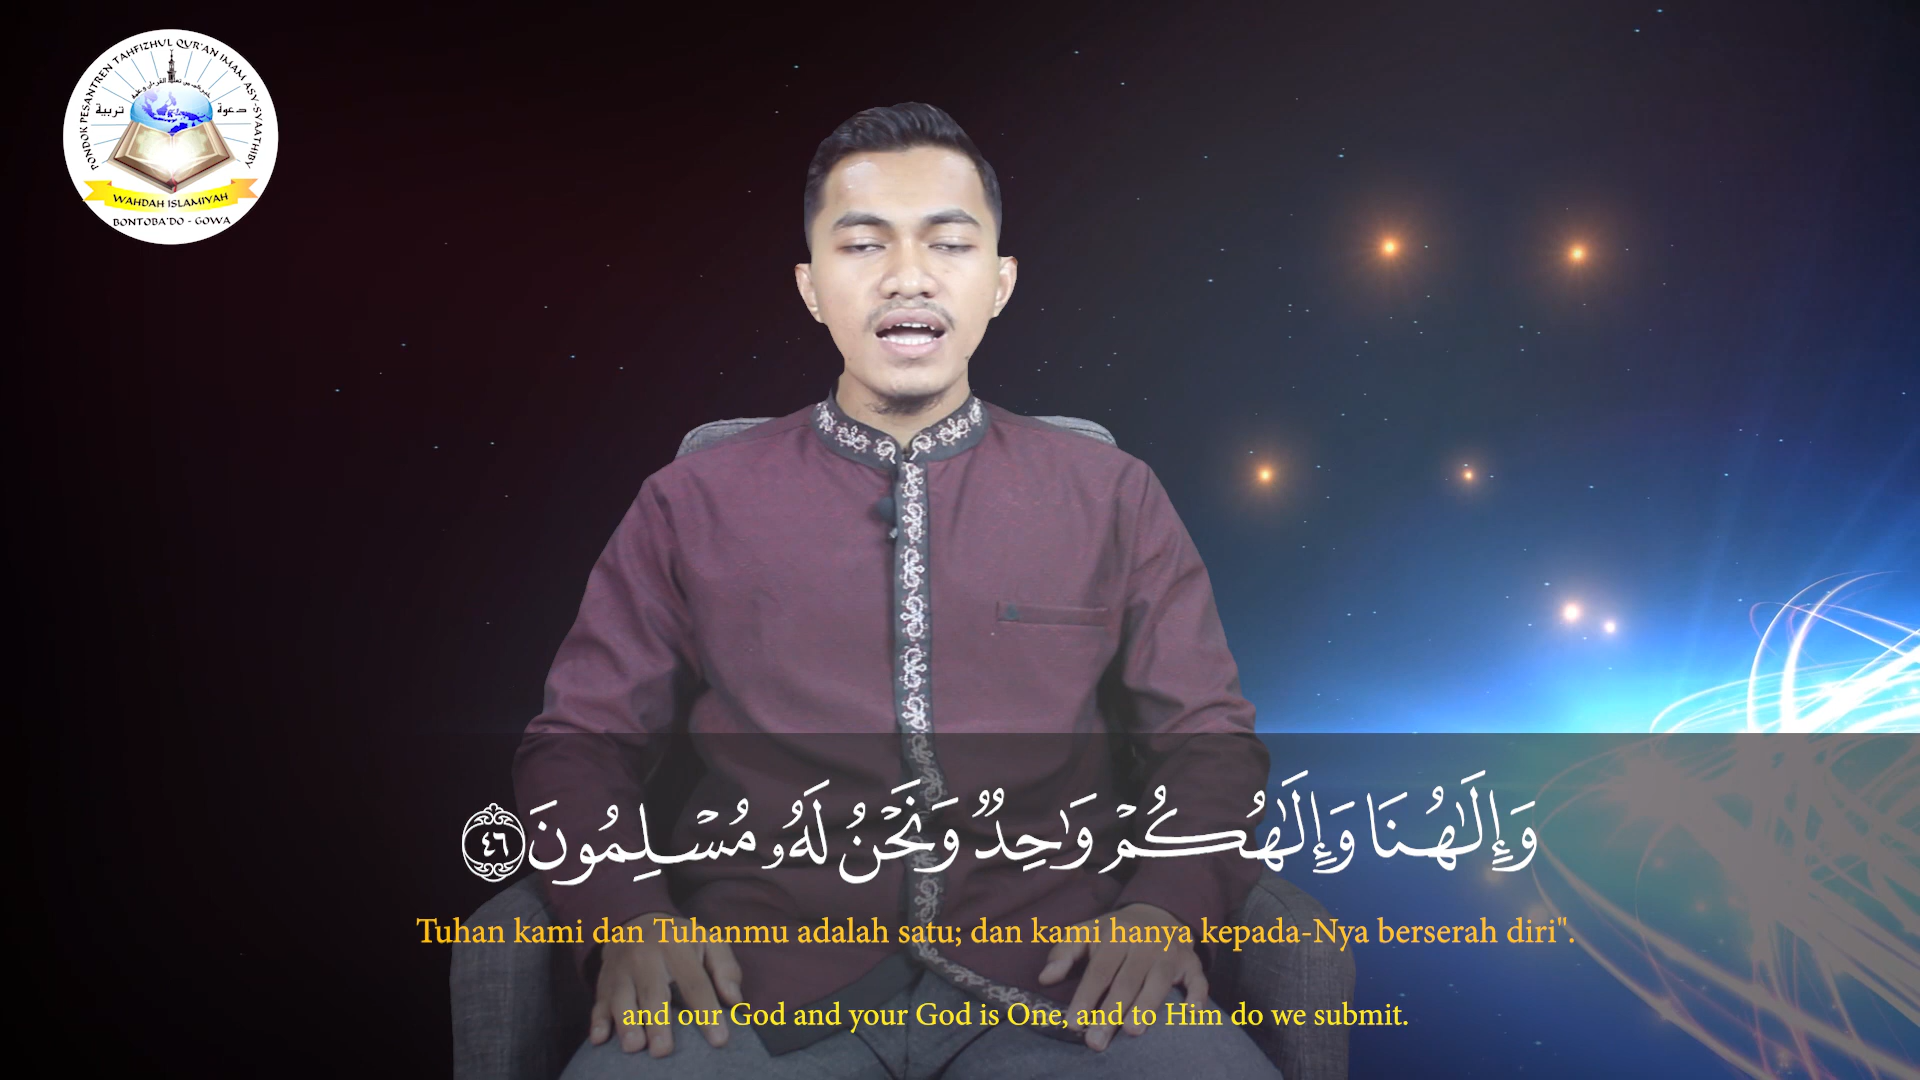 PONDOK PESANTREN TAHFIZHUL QUR'AN IMAM ASY-SYAATHIBY
دعوة
تربية
WAHDAH ISLAMIYAH
BONTOBA'DO - GOWA
وَإِلَٰهُنَا وَإِلَٰهُكُمْ وَٰحِدٌ وَنَحْنُ لَهُۥ مُسْلِمُونَ ٤٦
Tuhan kami dan Tuhanmu adalah satu; dan kami hanya kepada-Nya berserah diri".
and our God and your God is One, and to Him do we submit.